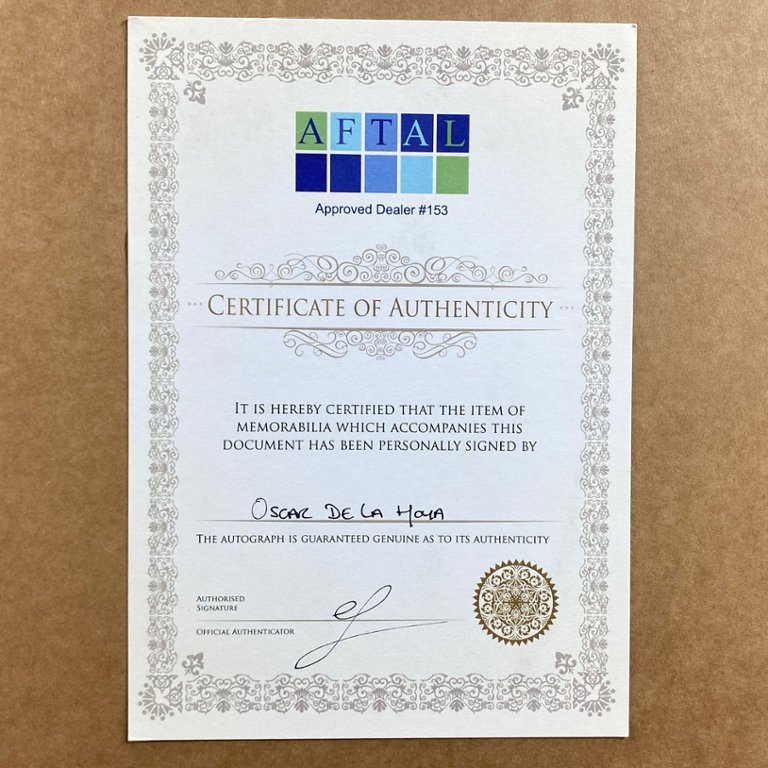 AFTAL
Approved Dealer #153
CERTIFICATE OF AUTHENTICITY
IT IS HEREBY CERTIFIED THAT THE ITEM OF
MEMORABILIA WHICH ACCOMPANIES THIS
DOCUMENT HAS BEEN PERSONALLY SIGNED BY
OSCAR DE LA HOYA
THE AUTOGRAPH IS GUARANTEED GENUINE AS TO ITS AUTHENTICITY
AUTHORISED
SIGNATURE
OFFICIAL AUTHENTICATOR